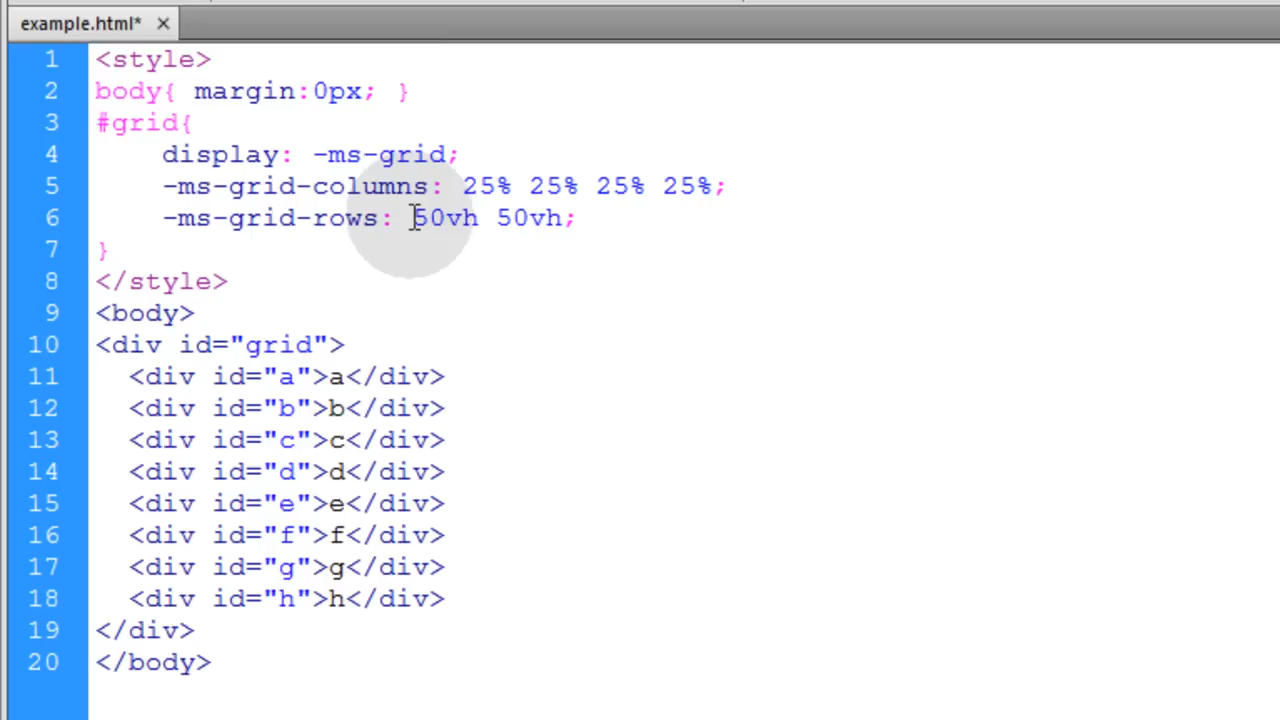 example.html* ×
1 <style>
2 body{ margin:0px; }
3 #grid{
4     display: -ms-grid;
5     -ms-grid-columns: 25% 25% 25% 25%;
6     -ms-grid-rows: 50vh 50vh;
7 }
8 </style>
9 <body>
10 <div id="grid">
11   <div id="a">a</div>
12   <div id="b">b</div>
13   <div id="c">c</div>
14   <div id="d">d</div>
15   <div id="e">e</div>
16   <div id="f">f</div>
17   <div id="g">g</div>
18   <div id="h">h</div>
19 </div>
20 </body>